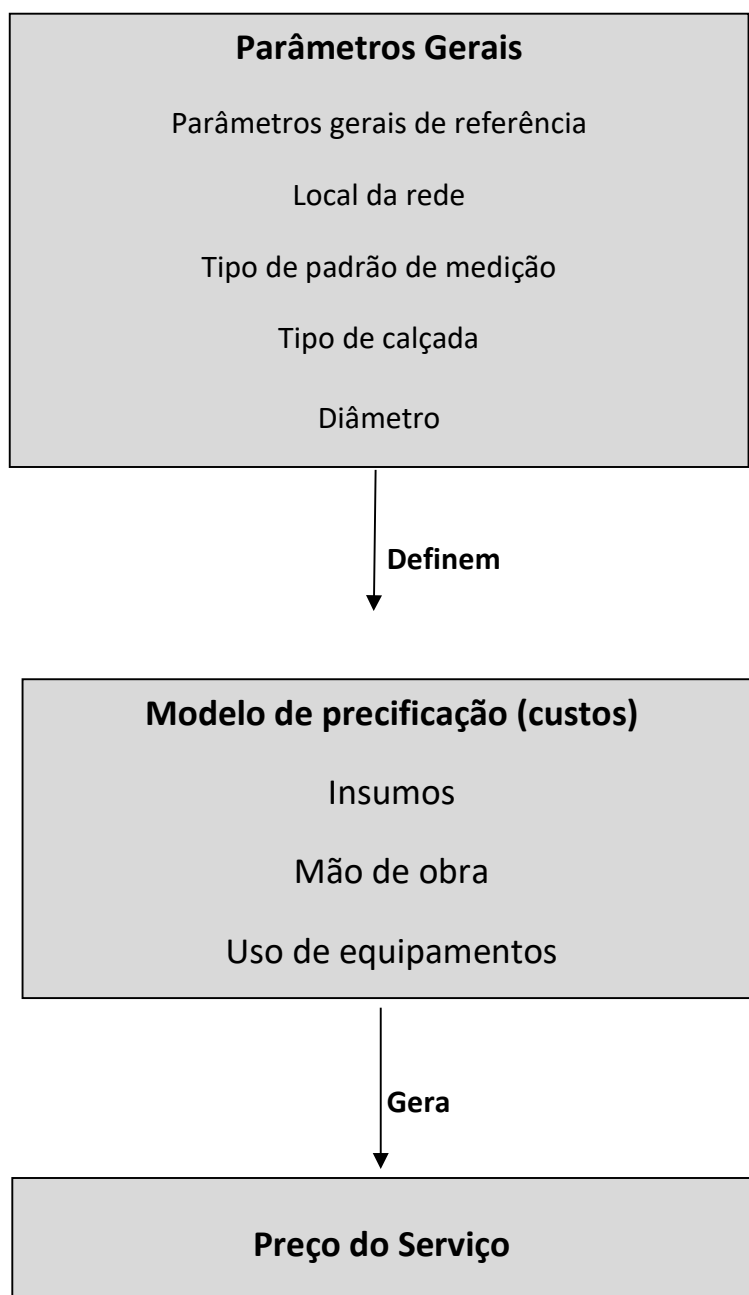 Parâmetros Gerais
Parâmetros gerais de referência
Local da rede
Tipo de padrão de medição
Tipo de calçada
Diâmetro
Definem
Modelo de precificação (custos)
Insumos
Mão de obra
Uso de equipamentos
Gera
Preço do Serviço